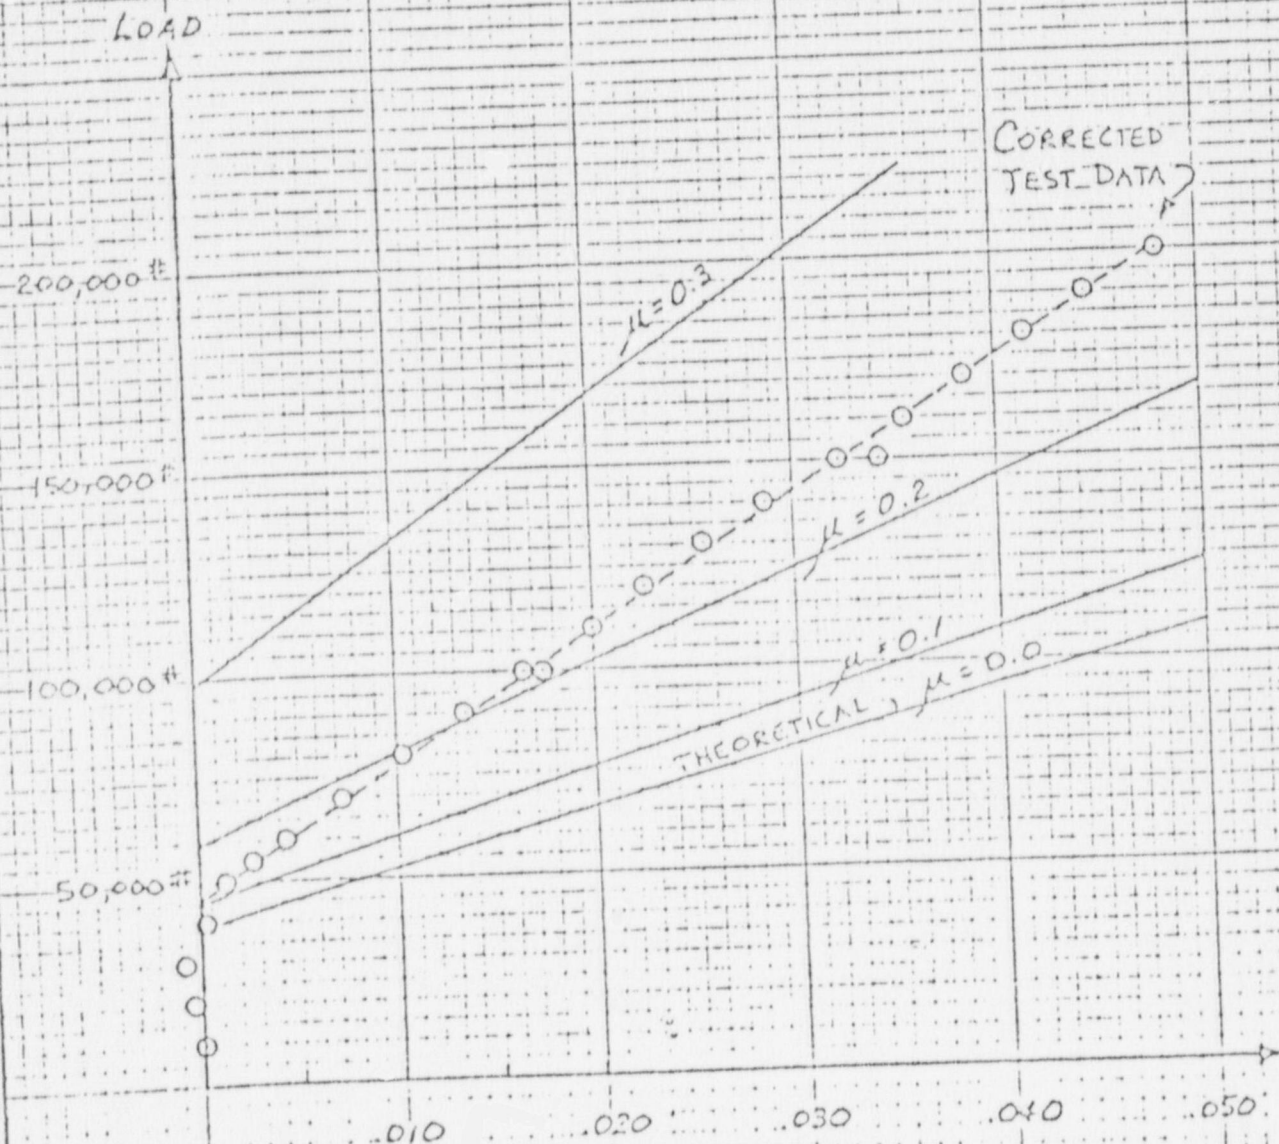 LOAD
CORRECTED
TEST DATA
200,000 #
μ = 0.3
150,000 #
μ = 0.2
100,000 #
μ = 0.1
THEORETICAL, μ = 0.0
50,000 #
.010 .020 .030 .040 .050